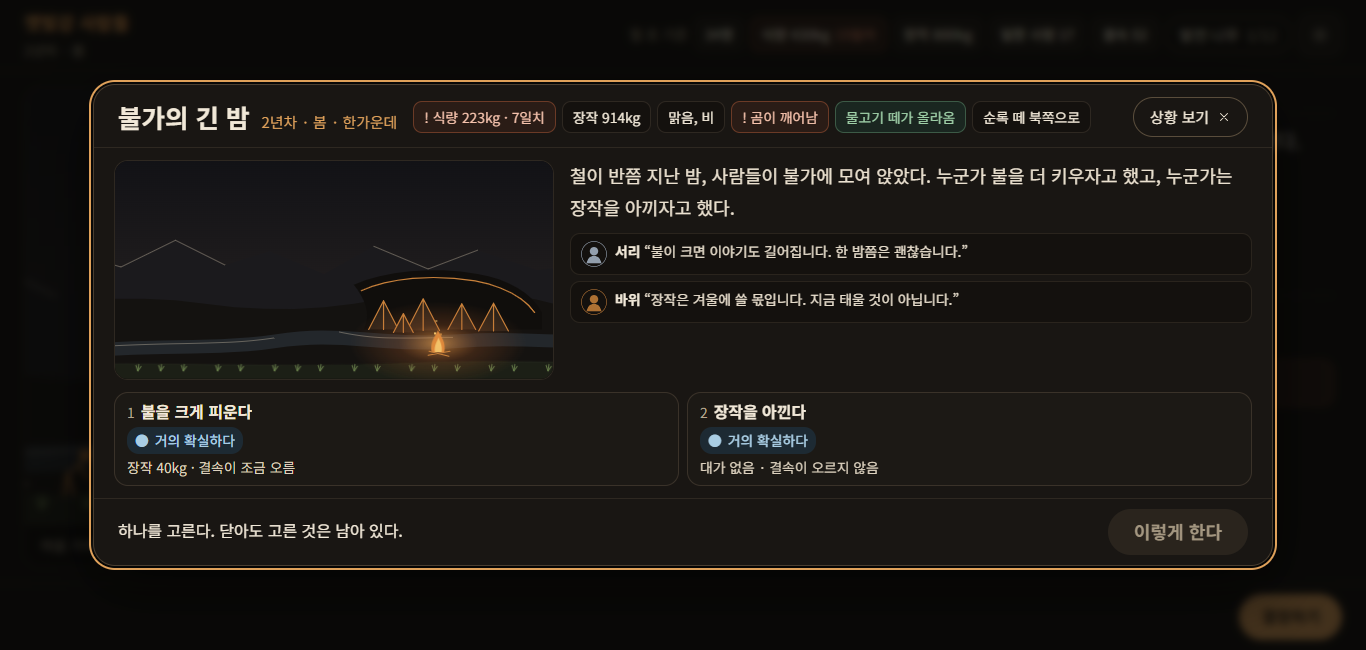 불가의 긴 밤
2년차 · 봄 · 한가운데
! 식량 223kg · 7일치
장작 914kg
맑음, 비
! 곰이 깨어남
물고기 떼가 올라옴
순록 떼 북쪽으로
상황 보기 ×
철이 반쯤 지난 밤, 사람들이 불가에 모여 앉았다. 누군가 불을 더 키우자고 했고, 누군가는
장작을 아끼자고 했다.
서리 “불이 크면 이야기도 길어집니다. 한 밤쯤은 괜찮습니다.”
바위 “장작은 겨울에 쓸 몫입니다. 지금 태울 것이 아닙니다.”
1 불을 크게 피운다
거의 확실하다
장작 40kg · 결속이 조금 오름
2 장작을 아낀다
거의 확실하다
대가 없음 · 결속이 오르지 않음
하나를 고른다. 닫아도 고른 것은 남아 있다.
이렇게 한다